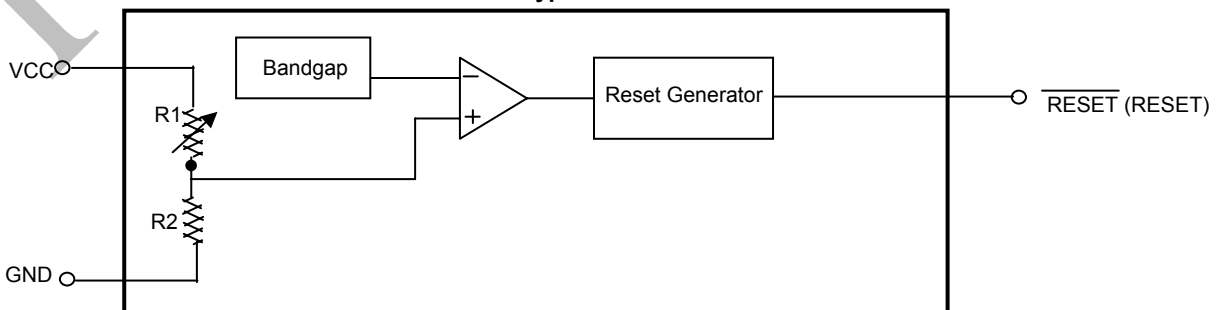 VCC
Bandgap
Reset Generator
R1
−
+
RESET (RESET)
R2
GND